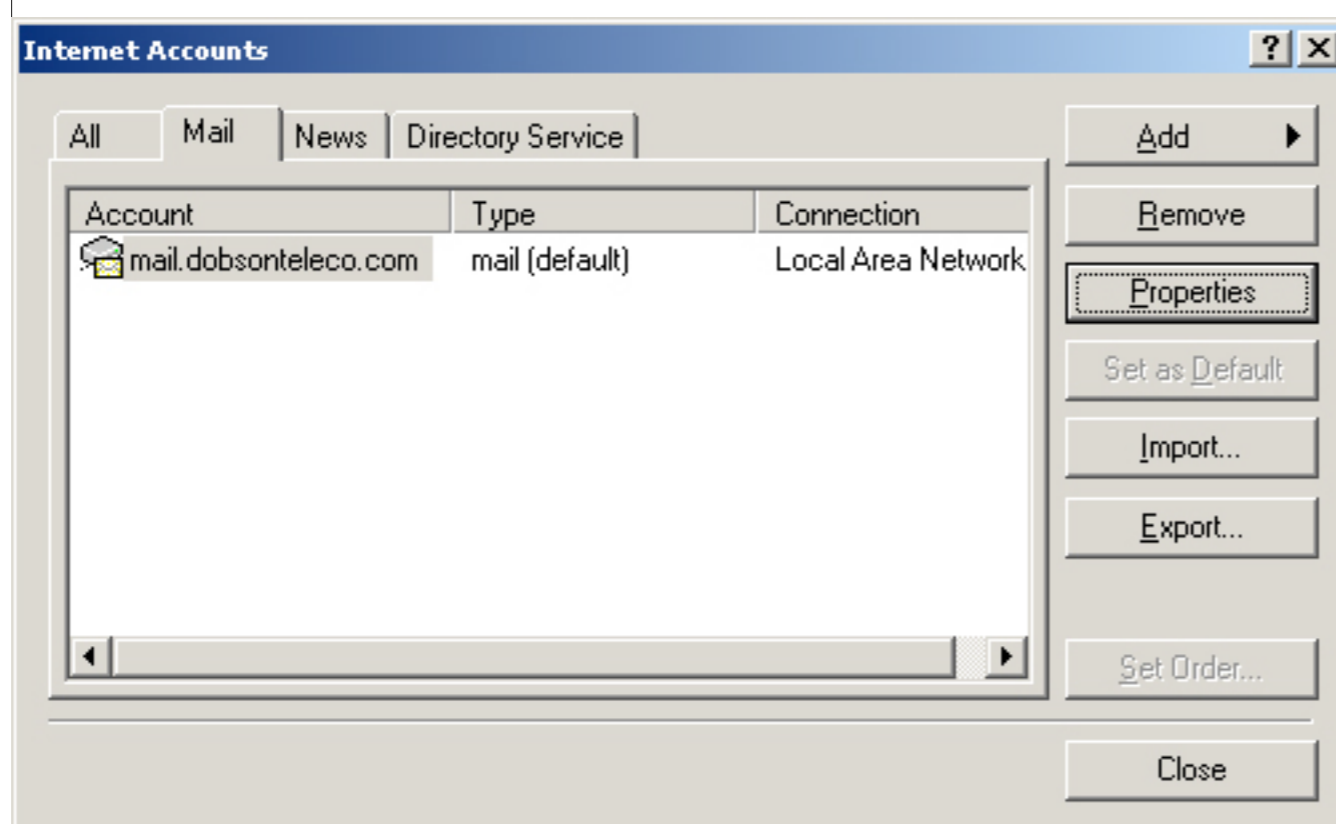 Internet Accounts
All Mail News Directory Service
Add
Account Type Connection
Remove
mail.dobsonteleco.com mail (default) Local Area Network
Properties
Set as Default
Import...
Export...
Set Order...
Close